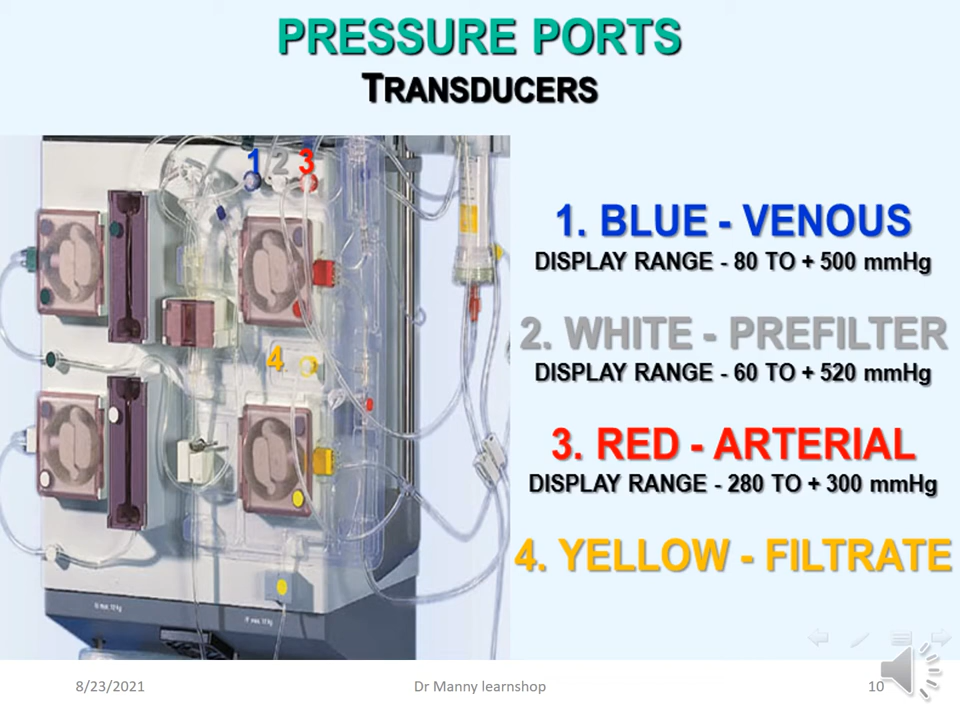 PRESSURE PORTS
TRANSDUCERS
1 2 3
4
1. BLUE - VENOUS
DISPLAY RANGE - 80 TO + 500 mmHg
2. WHITE - PREFILTER
DISPLAY RANGE - 60 TO + 520 mmHg
3. RED - ARTERIAL
DISPLAY RANGE - 280 TO + 300 mmHg
4. YELLOW - FILTRATE
8/23/2021
Dr Manny learnshop
10